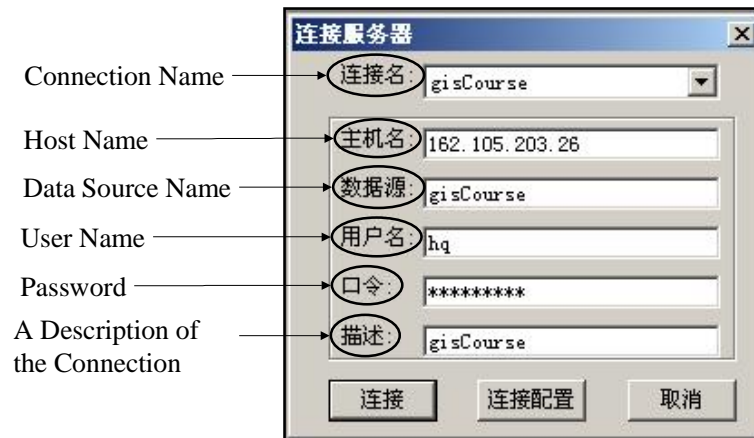 连接服务器
Connection Name
连接名:
gisCourse
Host Name
主机名:
162.105.203.26
Data Source Name
数据源:
gisCourse
User Name
用户名:
hq
Password
口令:
*********
A Description of
the Connection
描述:
gisCourse
连接
连接配置
取消